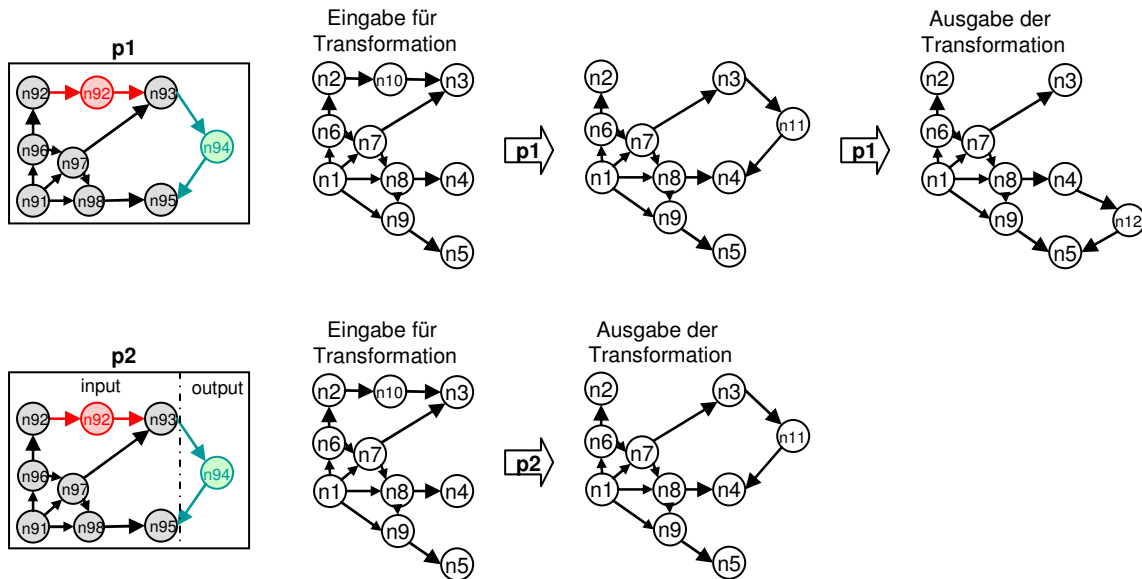 Eingabe für
Transformation
Ausgabe der
Transformation
p1
n92 n92 n93
n94
n96 n97
n91 n98 n95
n2 n10 n3
n6 n7
n1 n8 n4
n9
n5
p1
n2 n3
n11
n6 n7
n1 n8 n4
n9
n5
p1
n2 n3
n6 n7
n1 n8 n4
n9 n12
n5
Eingabe für
Transformation
Ausgabe der
Transformation
p2
input output
n92 n92 n93
n94
n96 n97
n91 n98 n95
n2 n10 n3
n6 n7
n1 n8 n4
n9
n5
p2
n2 n3
n11
n6 n7
n1 n8 n4
n9
n5